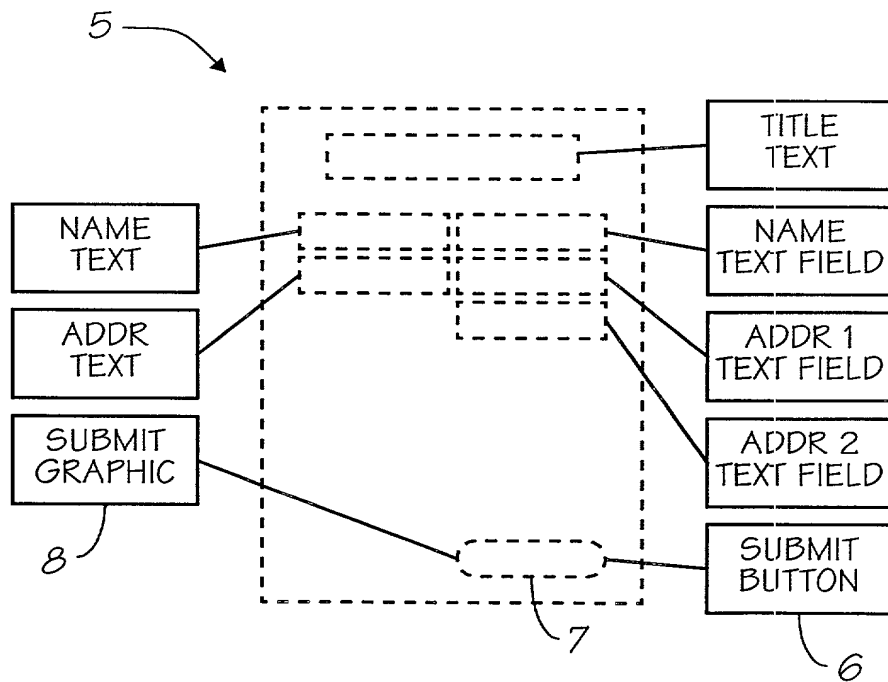 5
TITLE
TEXT
NAME
TEXT
NAME
TEXT FIELD
ADDR
TEXT
ADDR 1
TEXT FIELD
SUBMIT
GRAPHIC
ADDR 2
TEXT FIELD
8
SUBMIT
BUTTON
7
6